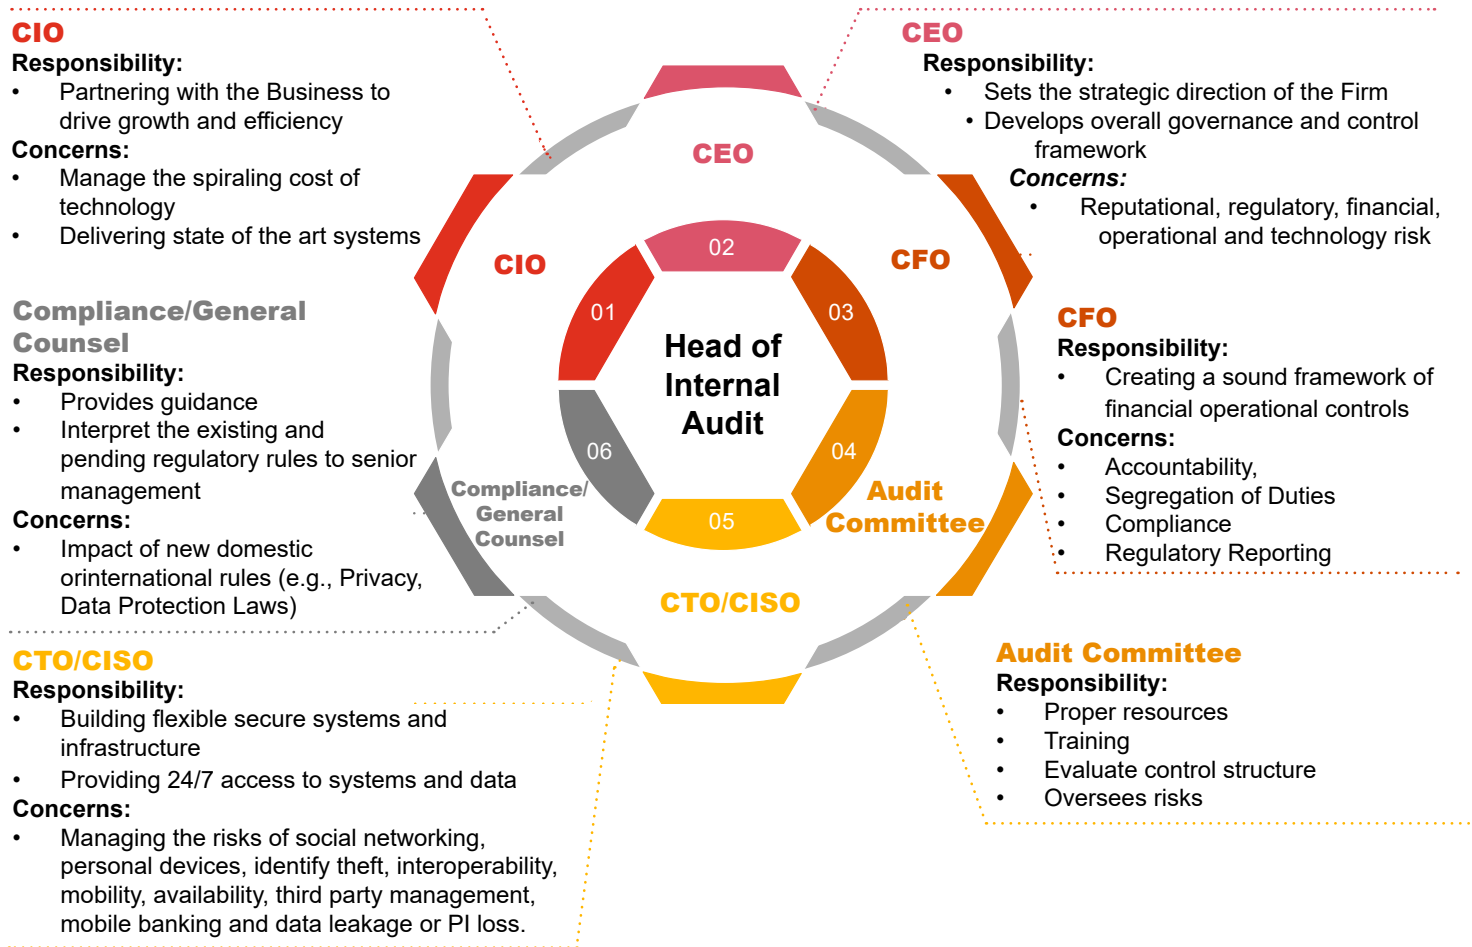 CIO
Responsibility:
• Partnering with the Business to
drive growth and efficiency
Concerns:
• Manage the spiraling cost of
technology
• Delivering state of the art systems
Compliance/General
Counsel
Responsibility:
• Provides guidance
• Interpret the existing and
pending regulatory rules to senior
management
Concerns:
• Impact of new domestic
orinternational rules (e.g., Privacy,
Data Protection Laws)
CTO/CISO
Responsibility:
• Building flexible secure systems and
infrastructure
• Providing 24/7 access to systems and data
Concerns:
• Managing the risks of social networking,
personal devices, identify theft, interoperability,
mobility, availability, third party management,
mobile banking and data leakage or PI loss.
CEO
CIO
CFO
02
01
03
Head of
Internal
Audit
06
04
05
Compliance/
General
Counsel
Audit
Committee
CTO/CISO
CEO
Responsibility:
• Sets the strategic direction of the Firm
• Develops overall governance and control
framework
Concerns:
• Reputational, regulatory, financial,
operational and technology risk
CFO
Responsibility:
• Creating a sound framework of
financial operational controls
Concerns:
• Accountability,
• Segregation of Duties
• Compliance
• Regulatory Reporting
Audit Committee
Responsibility:
• Proper resources
• Training
• Evaluate control structure
• Oversees risks